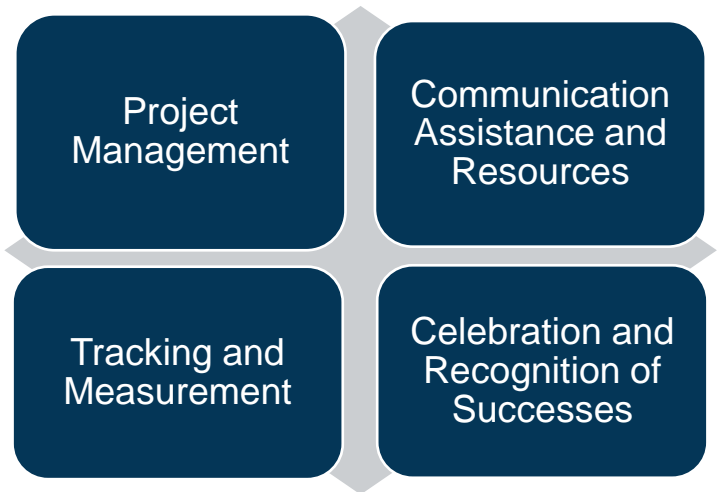 Project
Management
Communication
Assistance and
Resources
Tracking and
Measurement
Celebration and
Recognition of
Successes